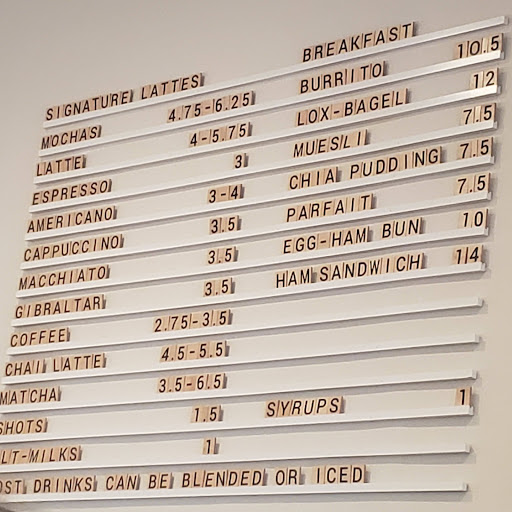 SIGNATURE LATTES BREAKFAST
MOCHAS 4.75-6.25 BURRITO 10.5
LATTE 4-5.75 LOX-BAGEL 12
ESPRESSO 3 MUESLI 7.5
AMERICANO 3-4 CHIA PUDDING 7.5
CAPPUCCINO 3.5 PARFAIT 7.5
MACCHIATO 3.5 EGG-HAM BUN 10
GIBRALTAR 3.5 HAM SANDWICH 14
COFFEE 2.75-3.5
CHAI LATTE 4.5-5.5
MATCHA 3.5-6.5
SHOTS 1.5 SYRUPS 1
LT-MILKS 1
OST DRINKS CAN BE BLENDED OR ICED